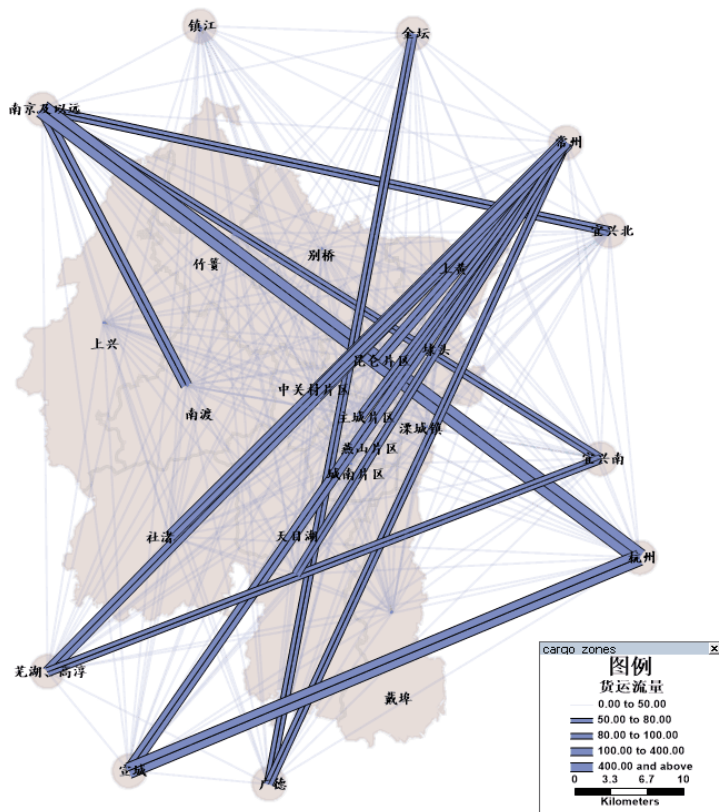 镇江
金坛
南京及以远
常州
宜兴北
别桥
竹箦
上黄
上兴
埭头
昆仑片区
中关村片区
南渡
主城片区
溧城镇
燕山片区
宜兴南
城南片区
社渚
天目湖
杭州
芜湖、高淳
戴埠
宣城
广德
cargo zones
图例
货运流量
0.00 to 50.00
50.00 to 80.00
80.00 to 100.00
100.00 to 400.00
400.00 and above
0 3.3 6.7 10
Kilometers